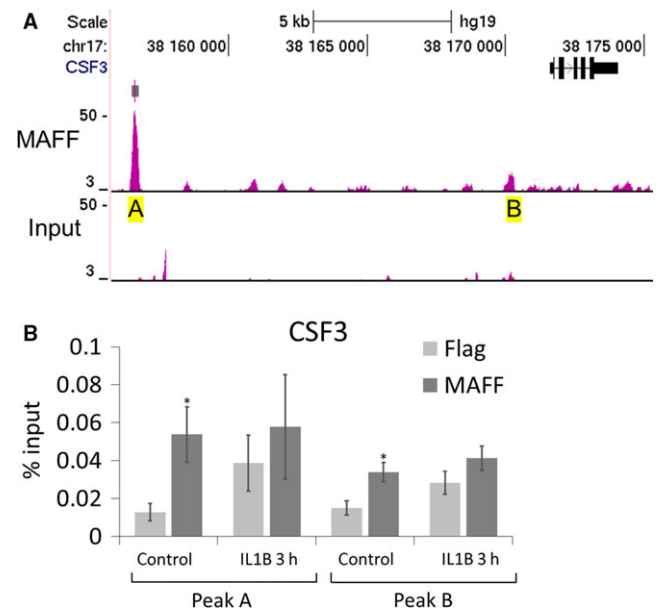 A
Scale 5 kb hg19
chr17: 38 160 000 38 165 000 38 170 000 38 175 000
CSF3
50 -
MAFF
3 _
A B
50 -
Input
3 _
B
CSF3
Flag
MAFF
% input
0.1
0.08
0.06
0.04
0.02
0
* *
Control IL1B 3 h Control IL1B 3 h
Peak A Peak B